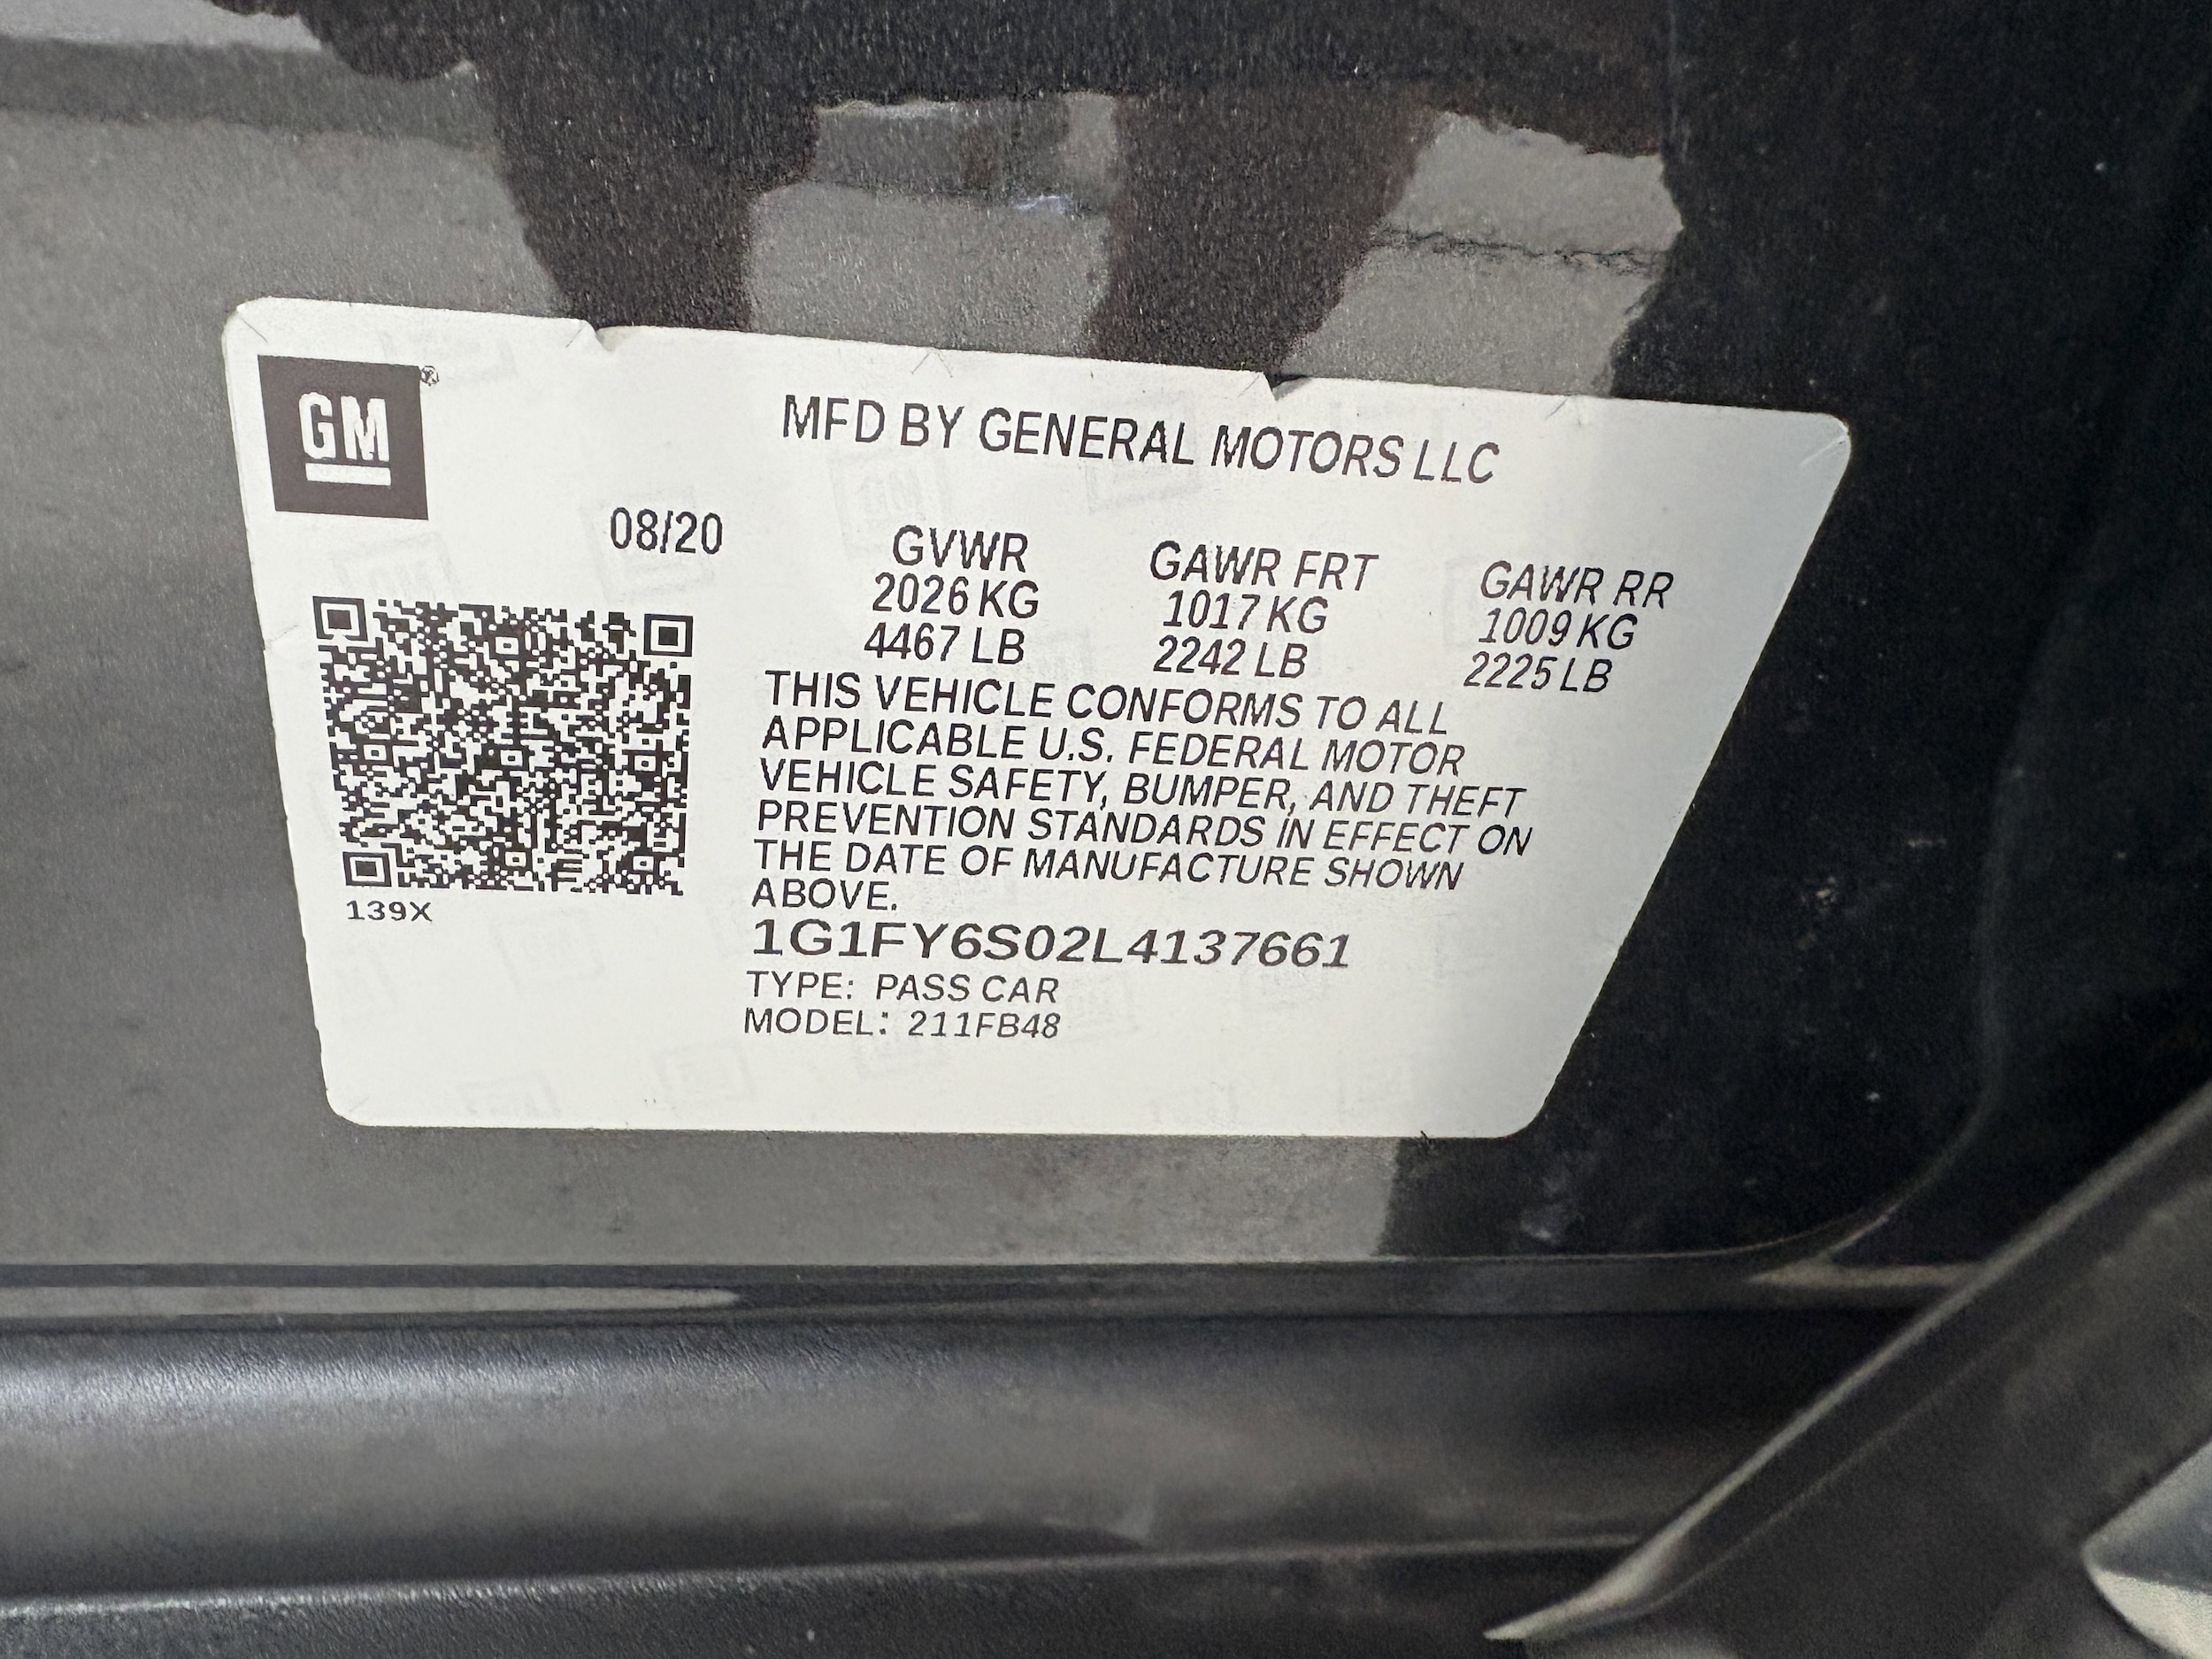 GM
®
MFD BY GENERAL MOTORS LLC
08/20
GVWR GAWR FRT GAWR RR
2026 KG 1017 KG 1009 KG
4467 LB 2242 LB 2225 LB
THIS VEHICLE CONFORMS TO ALL
APPLICABLE U.S. FEDERAL MOTOR
VEHICLE SAFETY, BUMPER, AND THEFT
PREVENTION STANDARDS IN EFFECT ON
THE DATE OF MANUFACTURE SHOWN
ABOVE.
139X
1G1FY6S02L4137661
TYPE: PASS CAR
MODEL: 211FB48